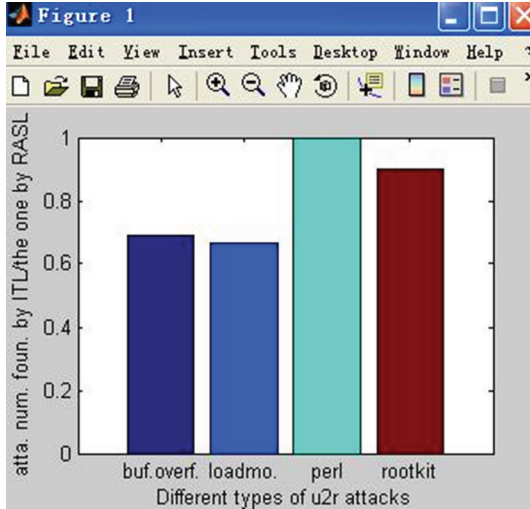 Figure 1
File Edit View Insert Tools Desktop Window Help
atta. num. foun. by ITL/the one by RASL
1
0.8
0.6
0.4
0.2
0
buf.overf. loadmo. perl rootkit
Different types of u2r attacks